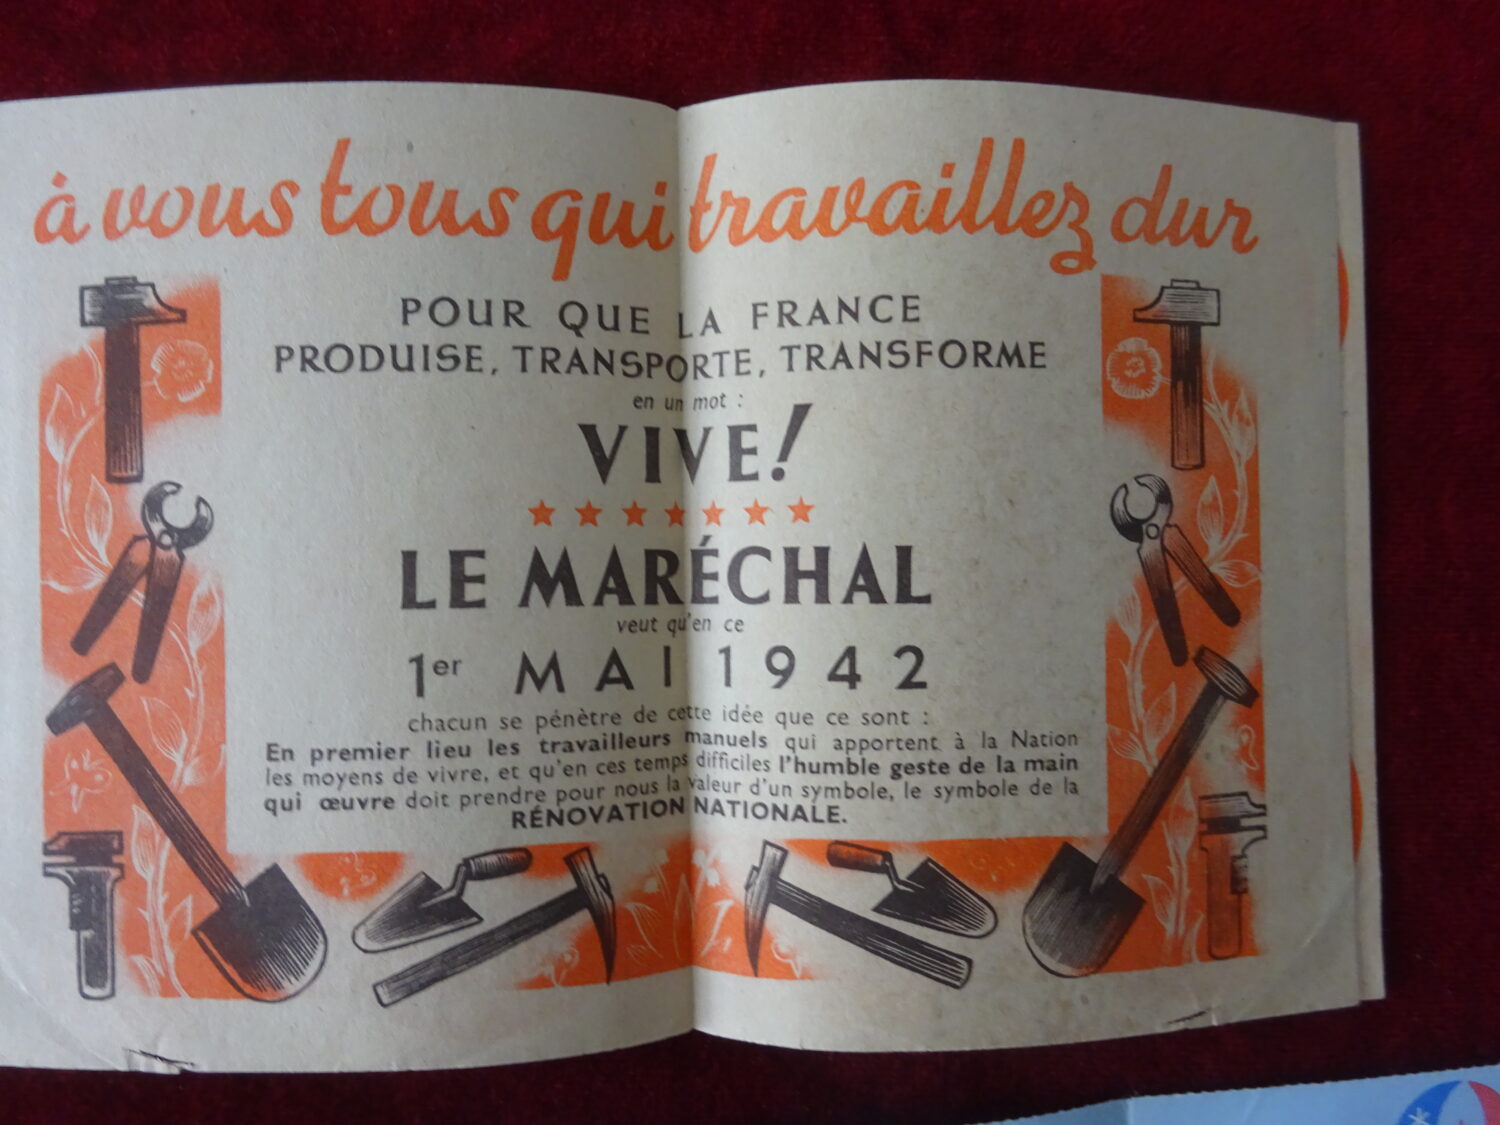 à vous tous qui travaillez dur
POUR QUE LA FRANCE
PRODUISE, TRANSPORTE, TRANSFORME
en un mot :
VIVE!
LE MARÉCHAL
veut qu'en ce
1er MAI 1942
chacun se pénètre de cette idée que ce sont :
En premier lieu les travailleurs manuels qui apportent à la Nation
les moyens de vivre, et qu'en ces temps difficiles l'humble geste de la main
qui œuvre doit prendre pour nous la valeur d'un symbole, le symbole de la
RÉNOVATION NATIONALE.